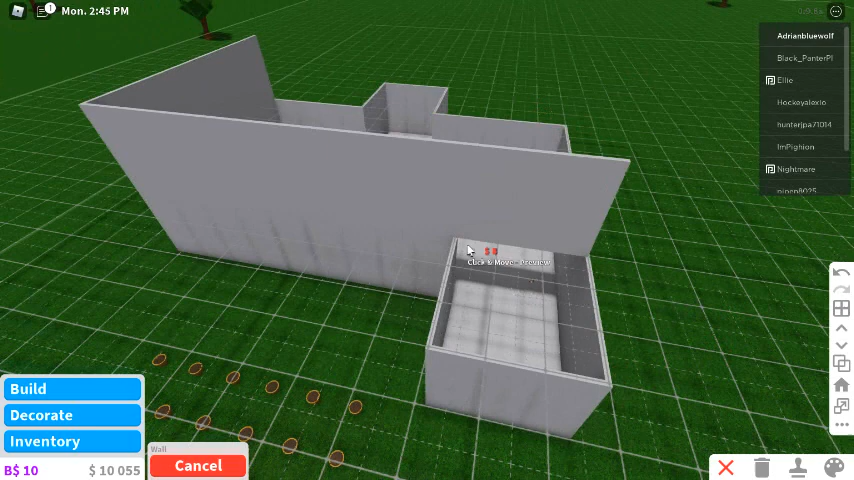 1
Mon. 2:45 PM
Adrianbluewolf
Black_PanterPl
Ellie
Hockeyalexio
hunterjpa71014
ImPighion
Nightmare
Click & Move - Preview
Build
Decorate
Inventory
Wall
Cancel
B$ 10
$ 10 055